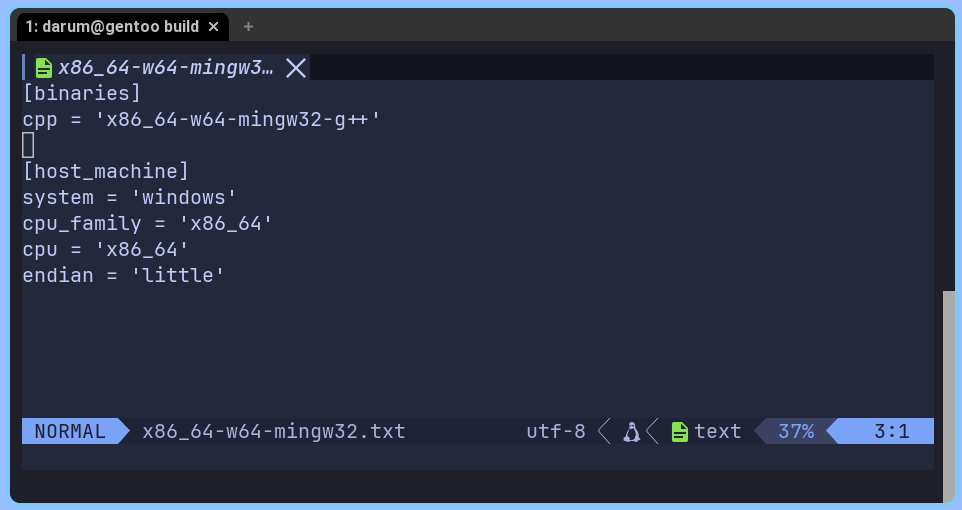 1: darum@gentoo build × +
x86_64-w64-mingw3…
[binaries]
cpp = 'x86_64-w64-mingw32-g++'
[host_machine]
system = 'windows'
cpu_family = 'x86_64'
cpu = 'x86_64'
endian = 'little'
NORMAL x86_64-w64-mingw32.txt utf-8 text 37% 3:1